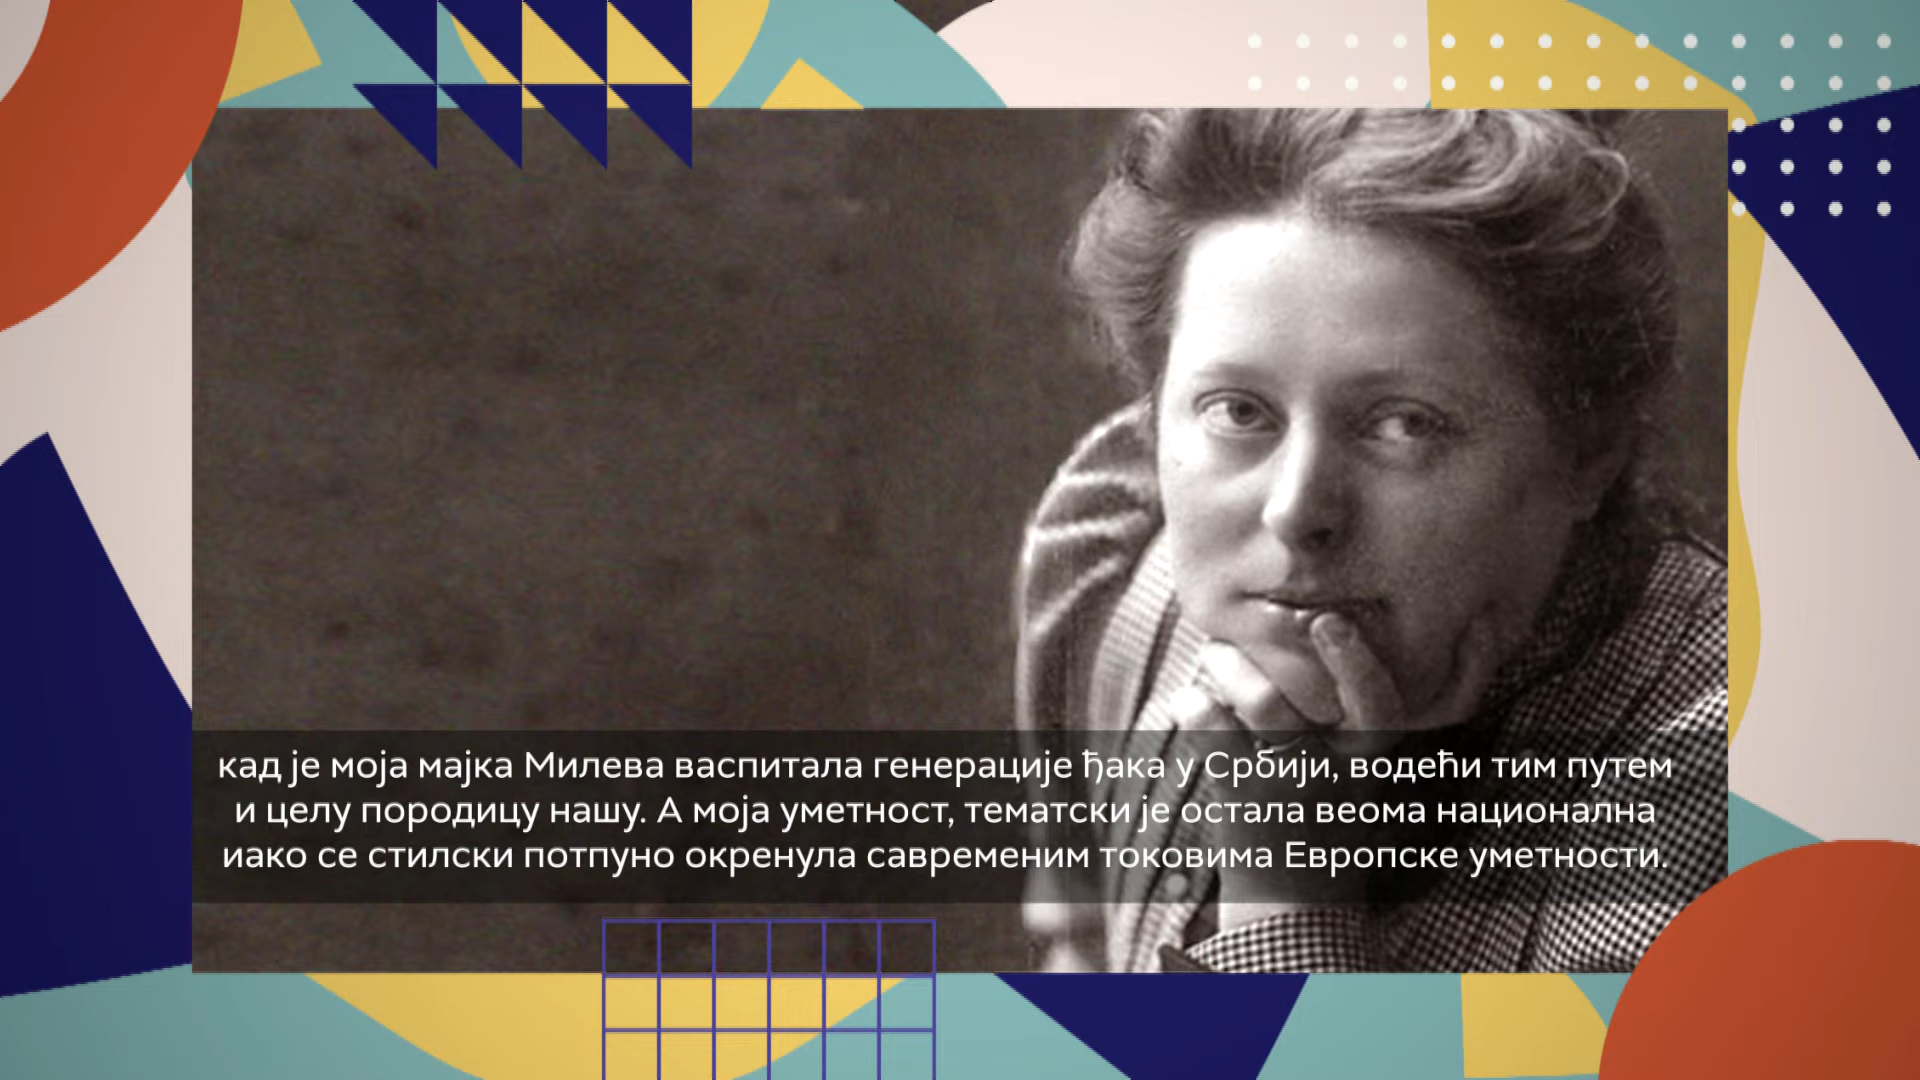 кад је моја мајка Милева васпитала генерације ђака у Србији, водећи тим путем
и целу породицу нашу. А моја уметност, тематски је остала веома национална
иако се стилски потпуно окренула савременим токовима Европске уметности.